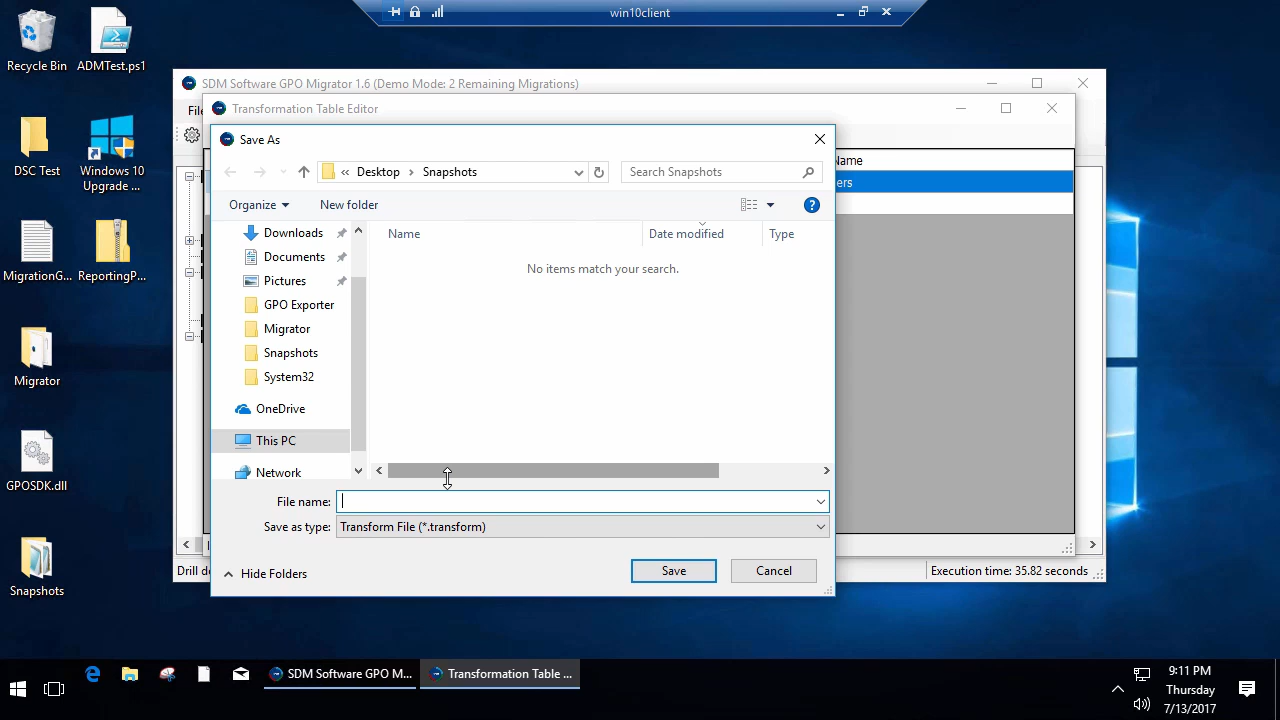 win10client
Recycle Bin
ADMTest.ps1
DSC Test
Windows 10
Upgrade ...
MigrationG...
ReportingP...
Migrator
GPOSDK.dll
Snapshots
SDM Software GPO Migrator 1.6 (Demo Mode: 2 Remaining Migrations)
Transformation Table Editor
Save As
« Desktop › Snapshots
Search Snapshots
Organize
New folder
Downloads
Documents
Pictures
GPO Exporter
Migrator
Snapshots
System32
OneDrive
This PC
Network
Name
Date modified
Type
No items match your search.
File name:
Save as type:
Transform File (*.transform)
Hide Folders
Save
Cancel
Execution time: 35.82 seconds
SDM Software GPO M...
Transformation Table ...
9:11 PM
Thursday
7/13/2017